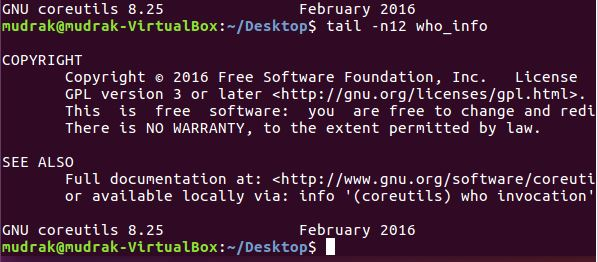 GNU coreutils 8.25 February 2016
mudrak@mudrak-VirtualBox:~/Desktop$ tail -n12 who_info
COPYRIGHT
Copyright © 2016 Free Software Foundation, Inc. License
GPL version 3 or later <http://gnu.org/licenses/gpl.html>.
This is free software: you are free to change and redi
There is NO WARRANTY, to the extent permitted by law.
SEE ALSO
Full documentation at: <http://www.gnu.org/software/coreuti
or available locally via: info '(coreutils) who invocation'
GNU coreutils 8.25 February 2016
mudrak@mudrak-VirtualBox:~/Desktop$